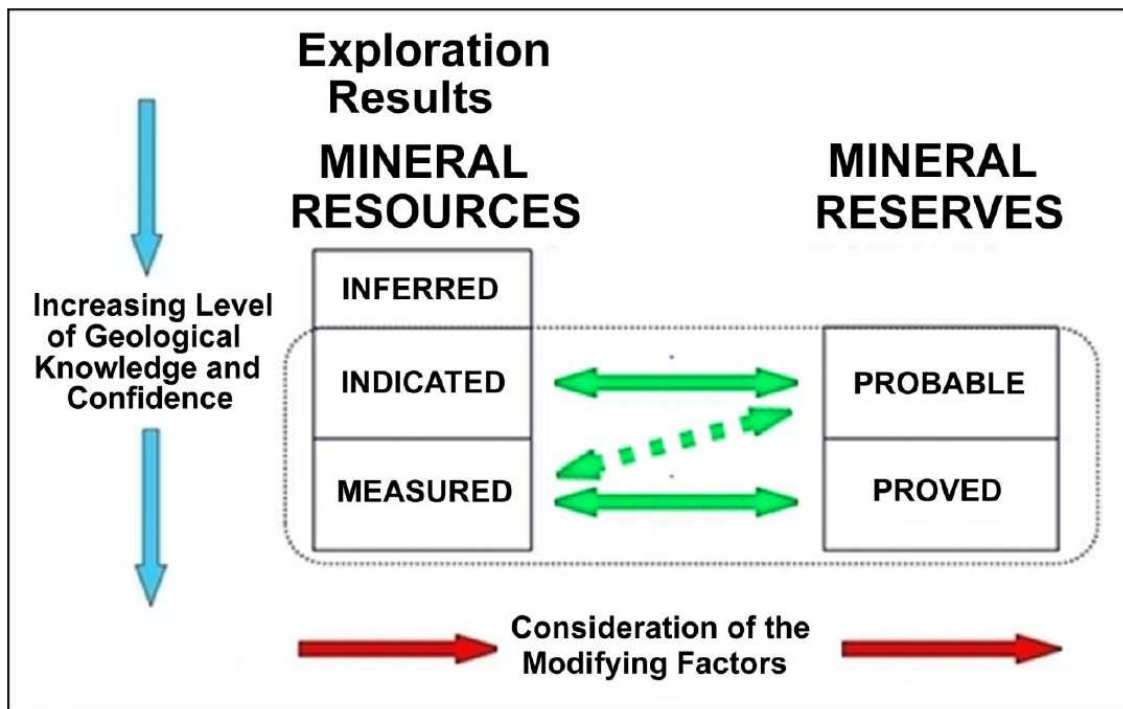 Exploration
Results
MINERAL
RESOURCES
MINERAL
RESERVES
INFERRED
Increasing Level
of Geological
Knowledge and
Confidence
INDICATED
PROBABLE
MEASURED
PROVED
Consideration of the
Modifying Factors